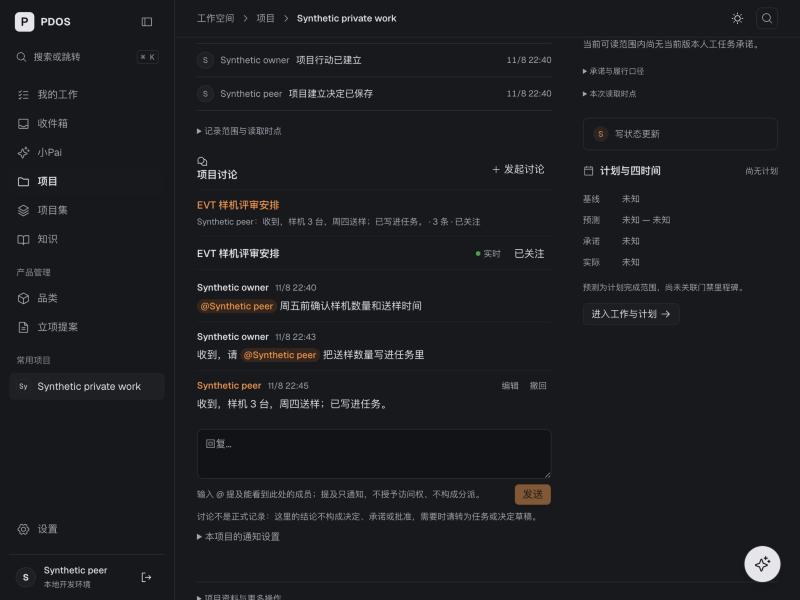 P PDOS
搜索或跳转 ⌘ K
我的工作
收件箱
小Pai
项目
项目集
知识
产品管理
品类
立项提案
常用项目
Sy Synthetic private work
设置
S Synthetic peer
本地开发环境
工作空间 > 项目 > Synthetic private work
S Synthetic owner 项目行动已建立 11/8 22:40
S Synthetic peer 项目建立决定已保存 11/8 22:40
记录范围与读取时点
项目讨论
+ 发起讨论
EVT 样机评审安排
Synthetic peer：收到，样机 3 台，周四送样；已写进任务。 · 3 条 · 已关注
EVT 样机评审安排 实时 已关注
Synthetic owner 11/8 22:40
@Synthetic peer 周五前确认样机数量和送样时间
Synthetic owner 11/8 22:43
收到，请 @Synthetic peer 把送样数量写进任务里
Synthetic peer 11/8 22:45 编辑 撤回
收到，样机 3 台，周四送样；已写进任务。
回复…
输入 @ 提及能看到此处的成员；提及只通知，不授予访问权、不构成分派。
发送
讨论不是正式记录：这里的结论不构成决定、承诺或批准，需要时请转为任务或决定草稿。
本项目的通知设置
项目资料与更多操作
当前可读范围内尚无当前版本人工任务承诺。
承诺与履行口径
本次读取时点
S 写状态更新
计划与四时间 尚无计划
基线 未知
预测 未知 — 未知
承诺 未知
实际 未知
预测为计划完成范围，尚未关联门禁里程碑。
进入工作与计划 →